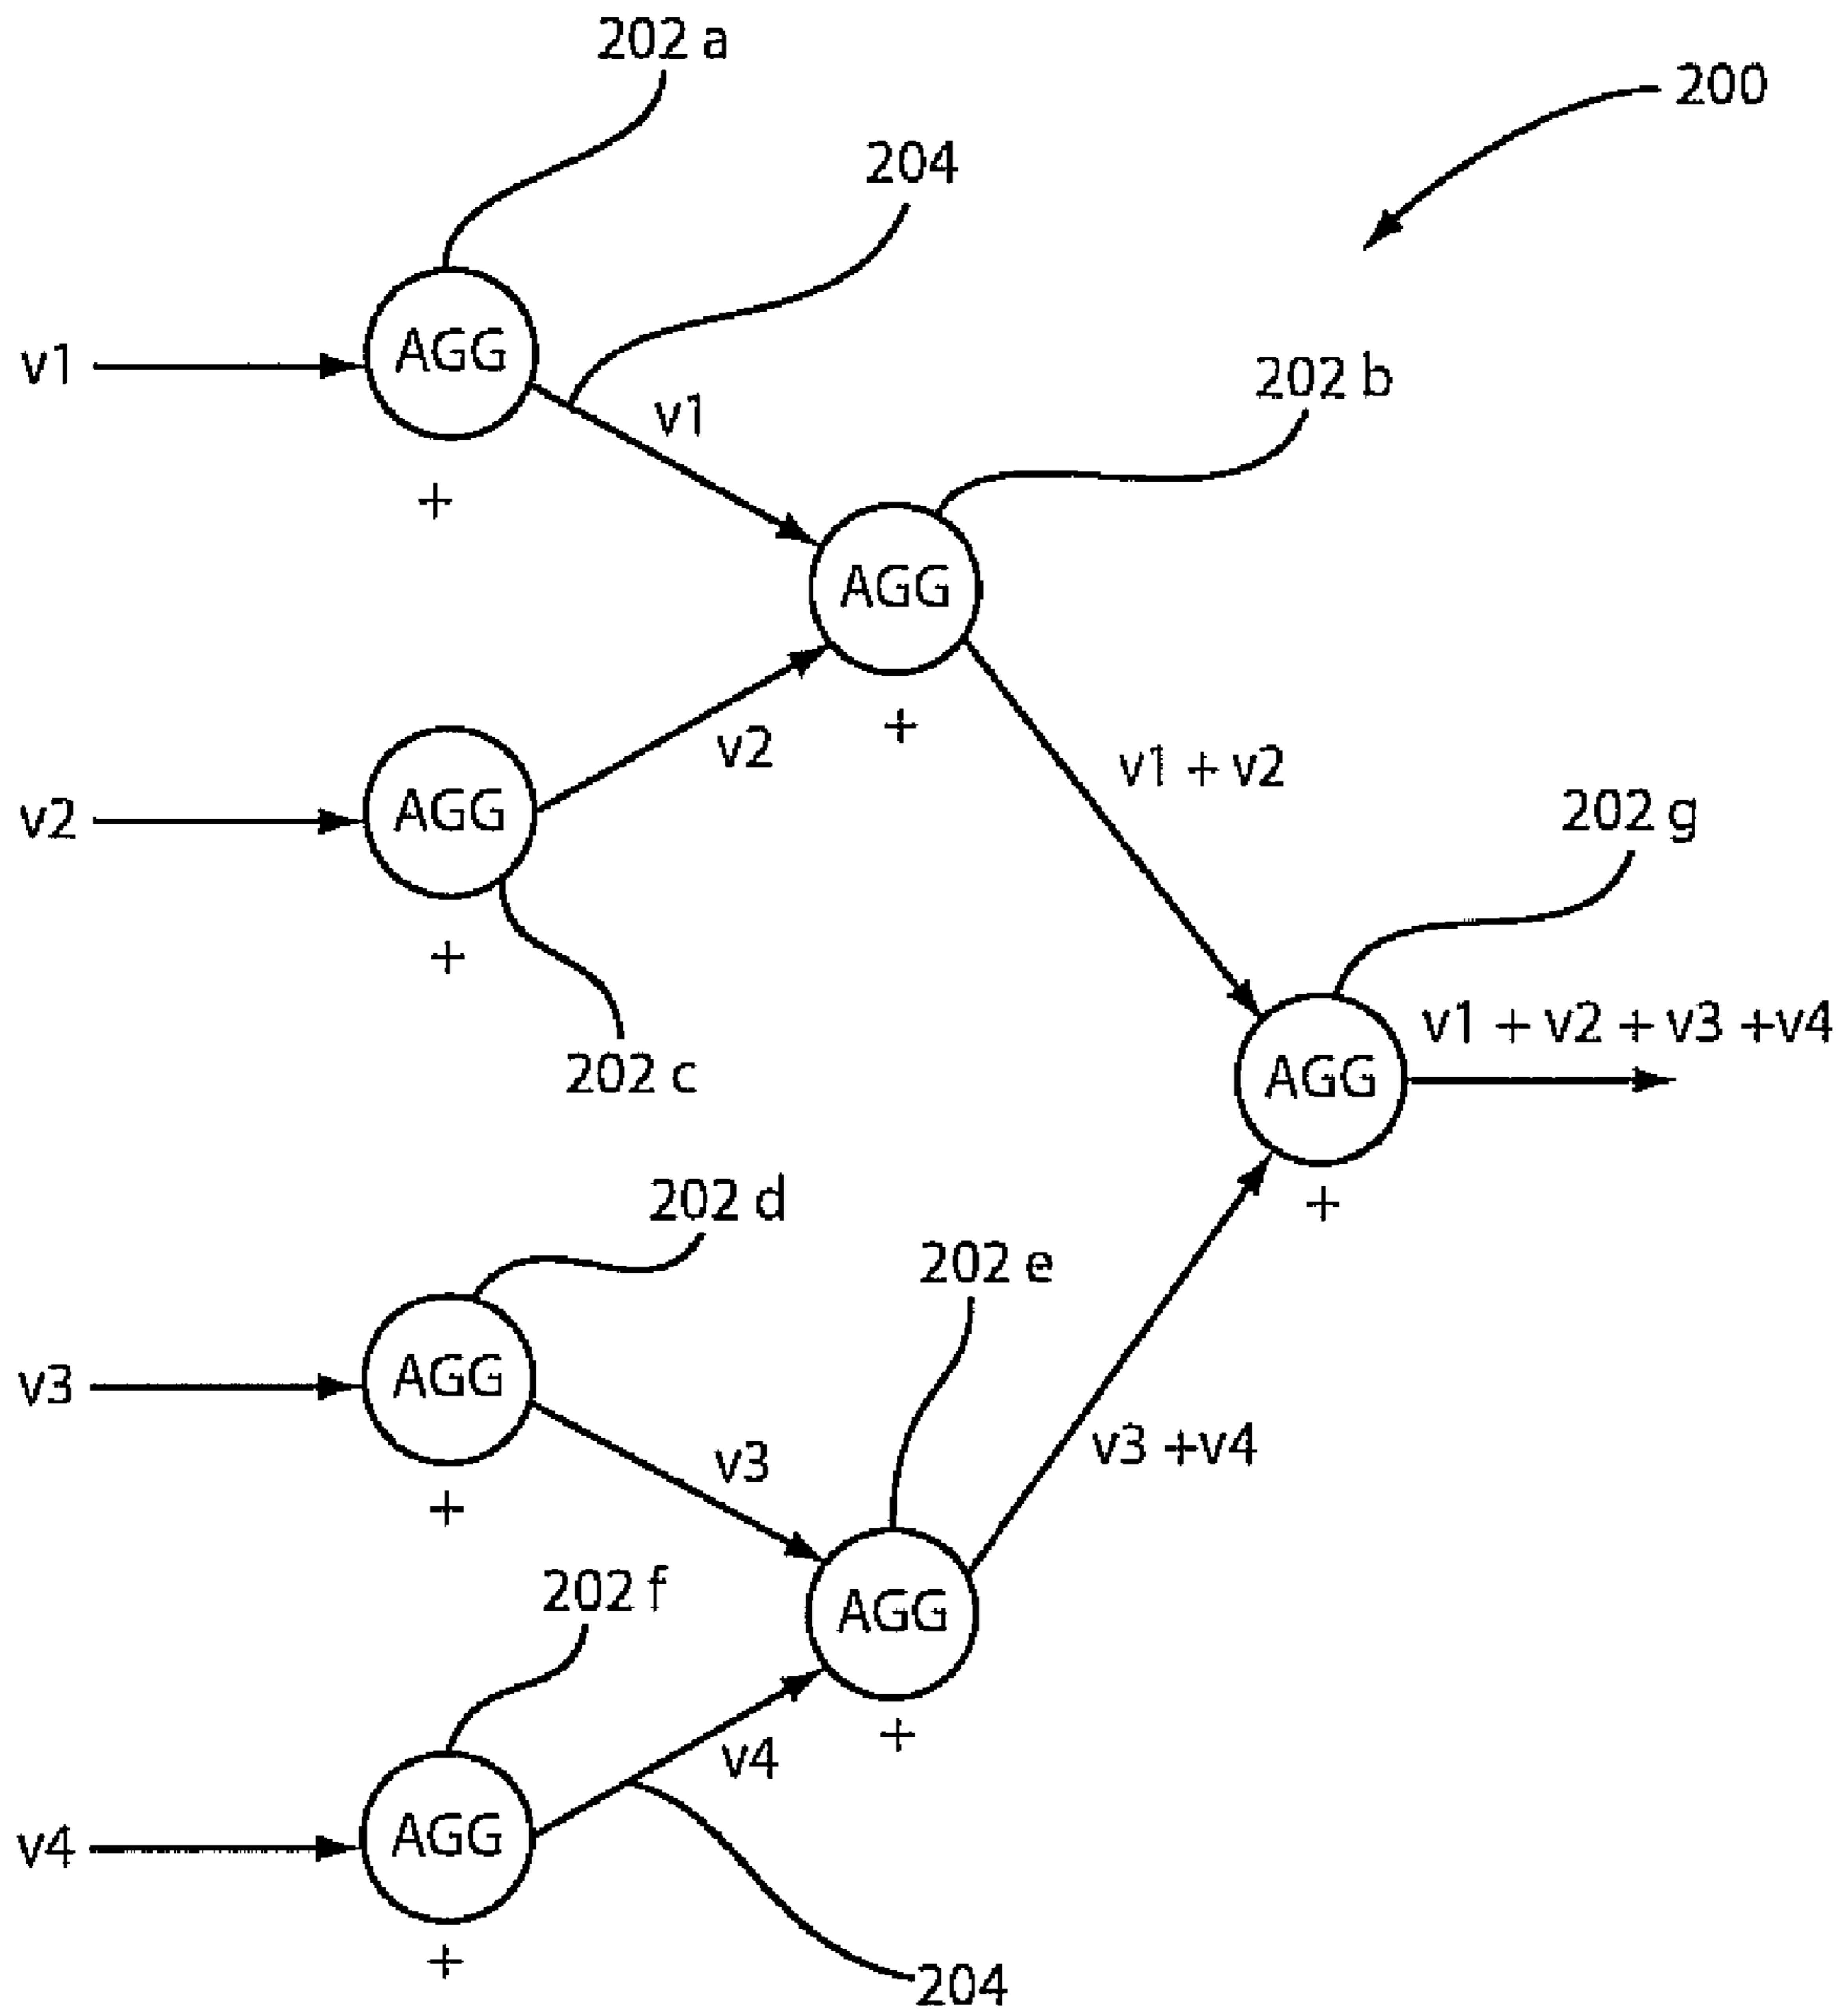 202 a
200
204
v1
AGG
v1
202 b
+
AGG
v2
AGG
v2
+
v1 + v2
202 g
+
202 c
v1 + v2 + v3 +v4
AGG
202 d
+
202 e
v3
AGG
v3
v3 +v4
+
202 f
AGG
v4
+
v4
AGG
+
204